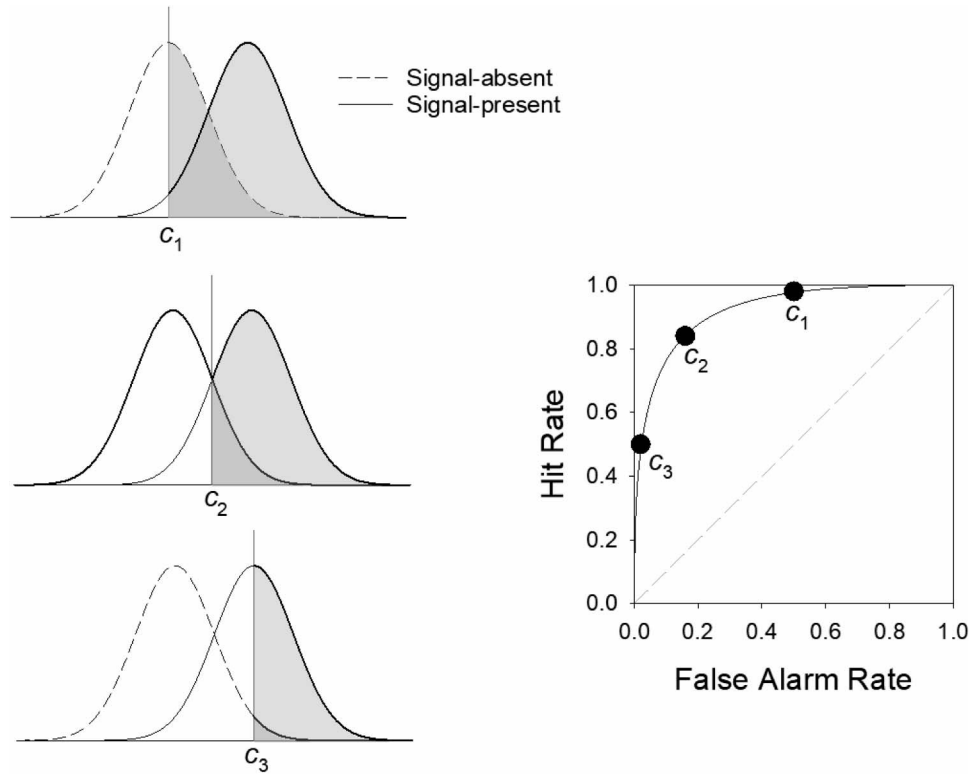 Signal-absent
Signal-present
c1
c2
c3
Hit Rate
1.0
0.8
0.6
0.4
0.2
0.0
c1
c2
c3
0.0 0.2 0.4 0.6 0.8 1.0
False Alarm Rate